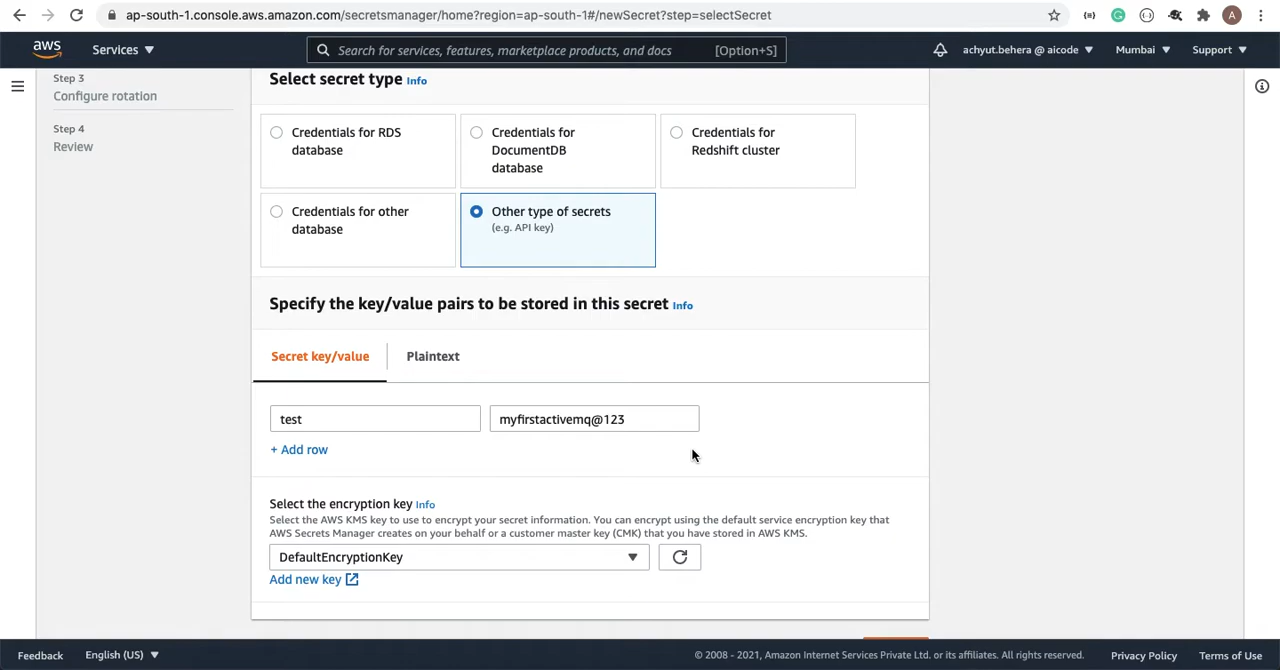 ap-south-1.console.aws.amazon.com/secretsmanager/home?region=ap-south-1#/newSecret?step=selectSecret
A
aws
Services
Search for services, features, marketplace products, and docs
[Option+S]
achyut.behera @ aicode
Mumbai
Support
Step 3
Configure rotation
Step 4
Review
Select secret type Info
Credentials for RDS
database
Credentials for
DocumentDB
database
Credentials for
Redshift cluster
Credentials for other
database
Other type of secrets
(e.g. API key)
Specify the key/value pairs to be stored in this secret Info
Secret key/value
Plaintext
test
myfirstactivemq@123
+ Add row
Select the encryption key Info
Select the AWS KMS key to use to encrypt your secret information. You can encrypt using the default service encryption key that
AWS Secrets Manager creates on your behalf or a customer master key (CMK) that you have stored in AWS KMS.
DefaultEncryptionKey
Add new key
Feedback
English (US)
© 2008 - 2021, Amazon Internet Services Private Ltd. or its affiliates. All rights reserved.
Privacy Policy
Terms of Use